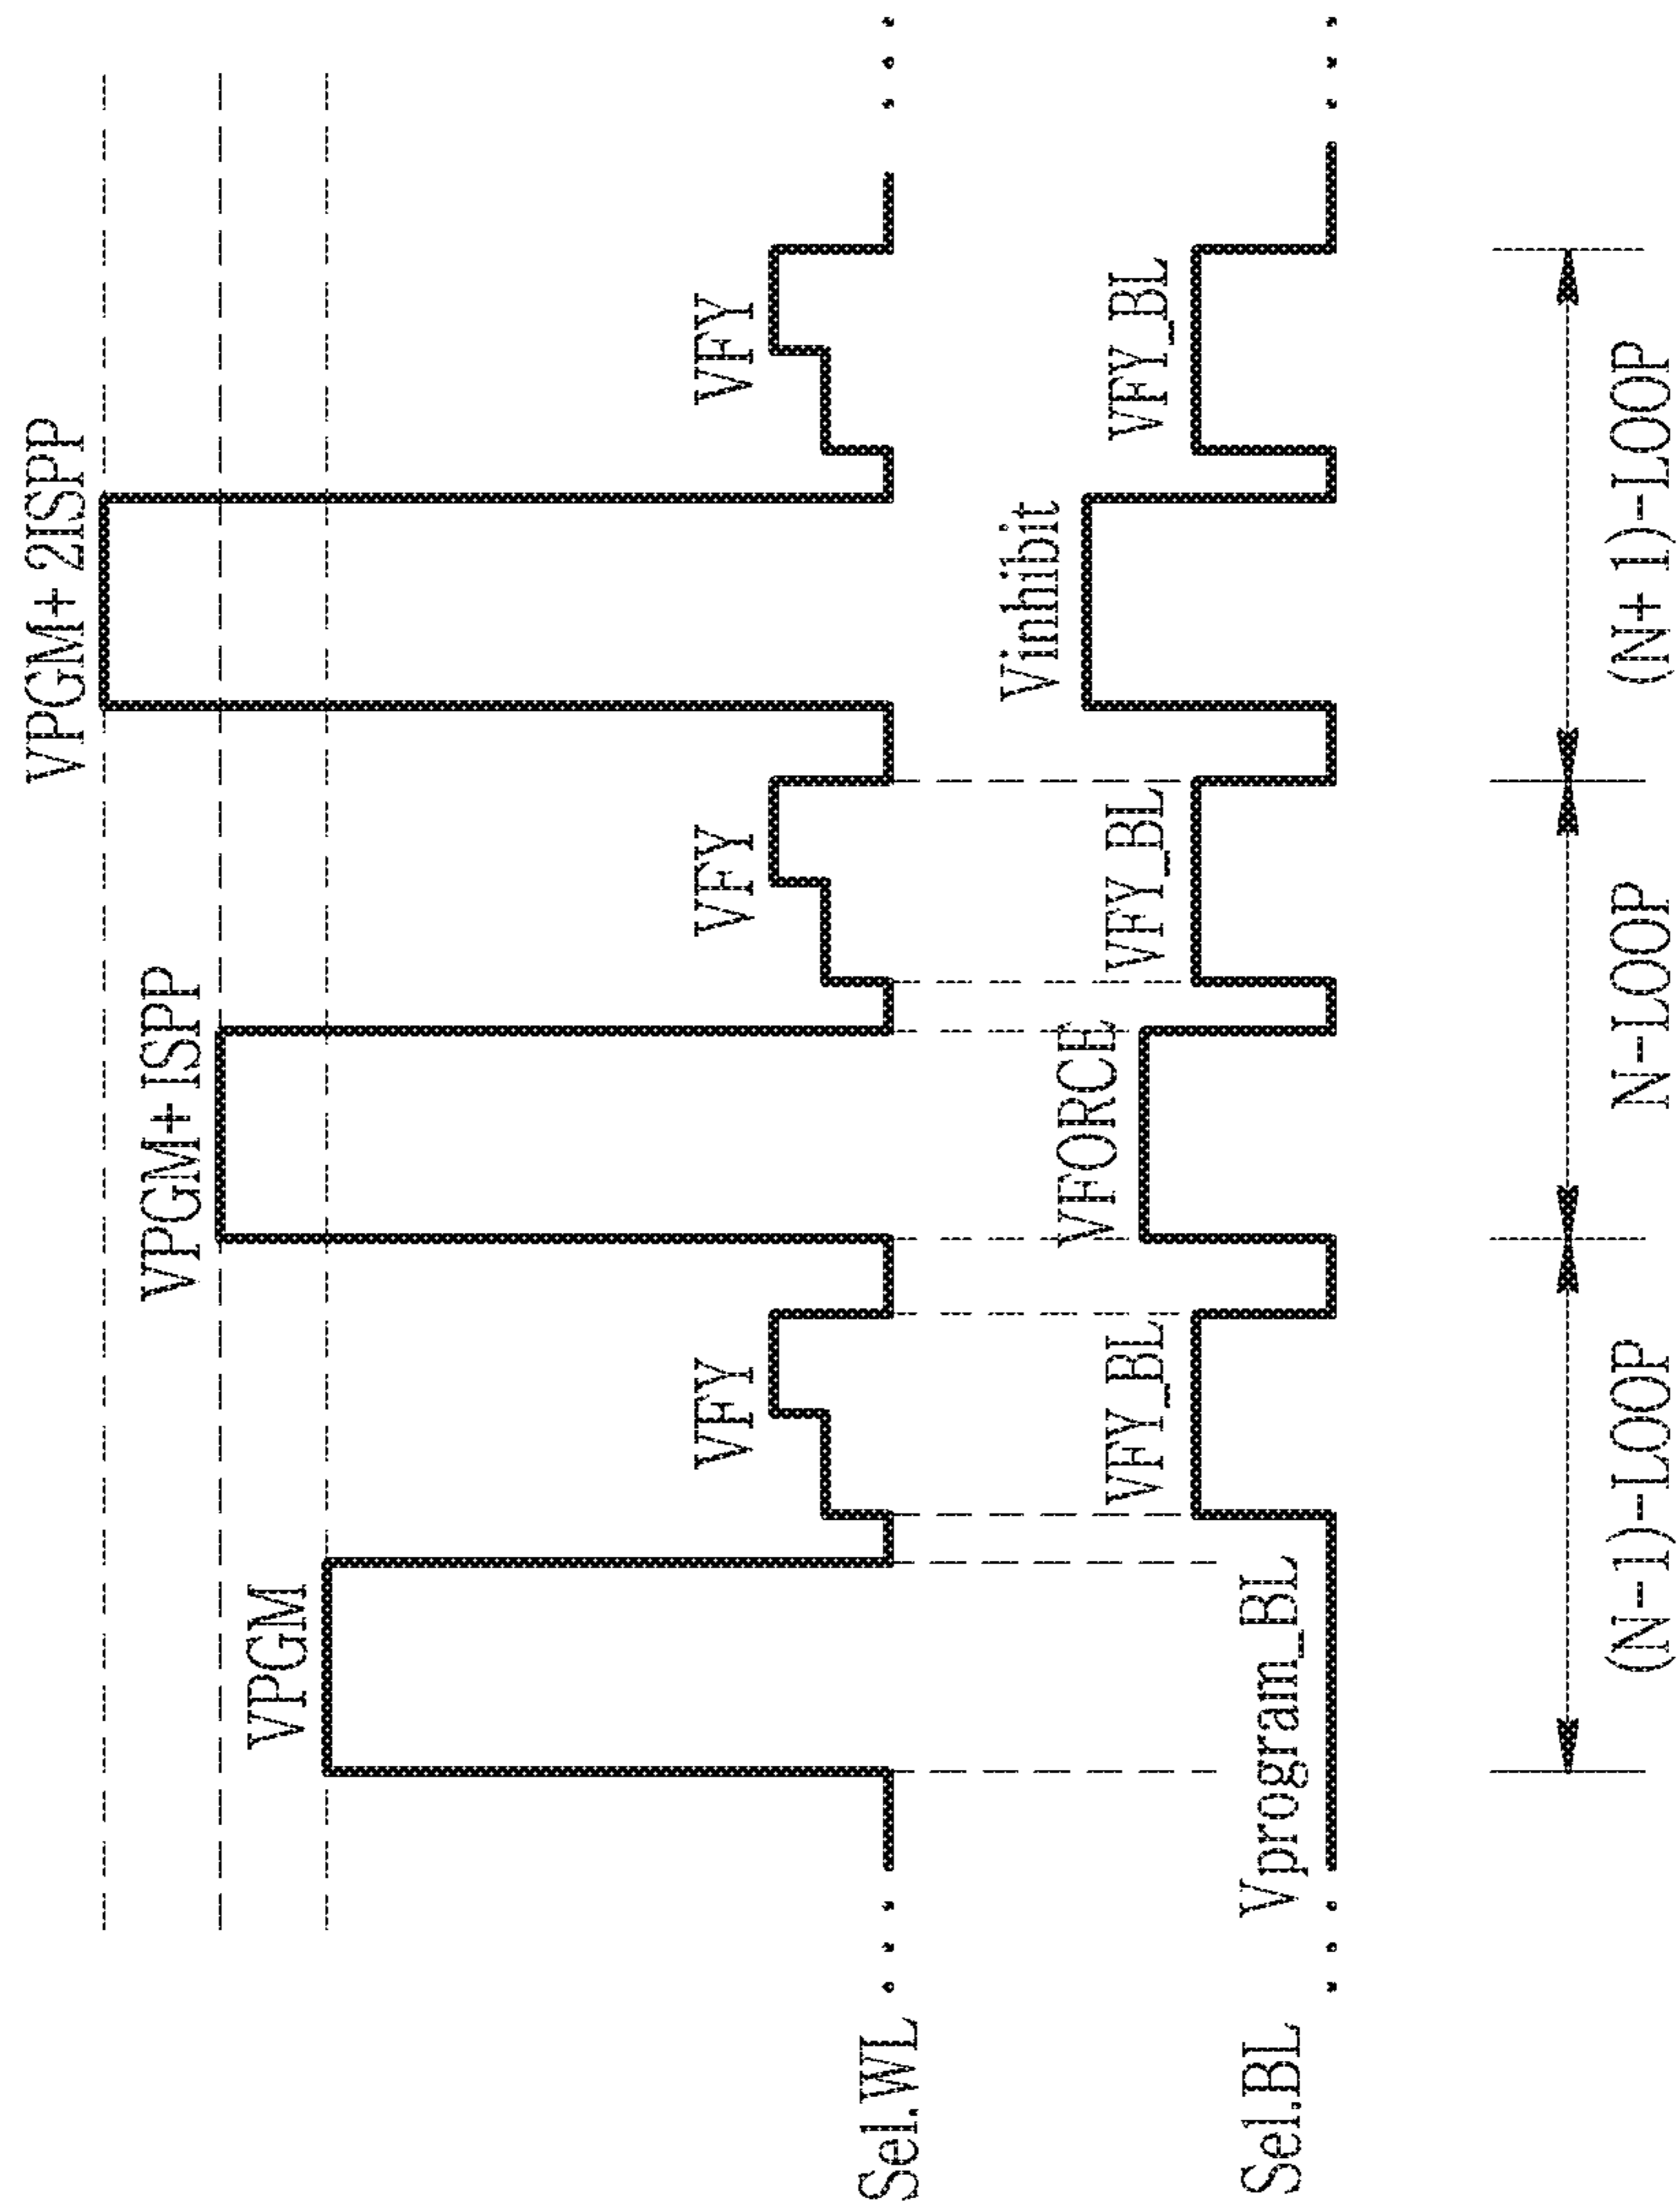 VPGM+2ISPP
VPGM+ISPP
VPGM
VFY
VFY
VFY
Sel.WL
Vinhibit
VFORCE
VFY_BL
VFY_BL
VFY_BL
Vprogram_BL
Sel.BL
(N-1)-LOOP
N-LOOP
(N+1)-LOOP